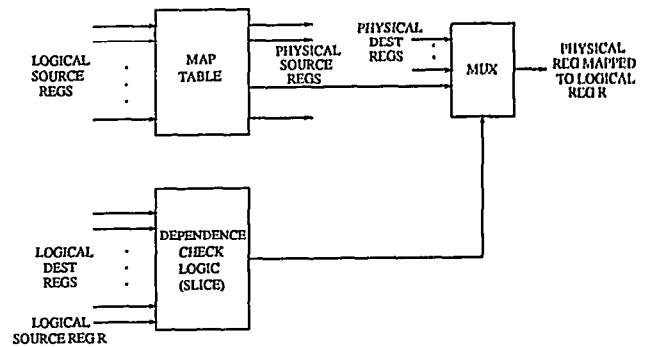 LOGICAL
SOURCE
REGS
MAP
TABLE
PHYSICAL
SOURCE
REGS
PHYSICAL
DEST
REGS
MUX
PHYSICAL
REG MAPPED
TO LOGICAL
REG R
LOGICAL
DEST
REGS
LOGICAL
SOURCE REG R
DEPENDENCE
CHECK
LOGIC
(SLICE)